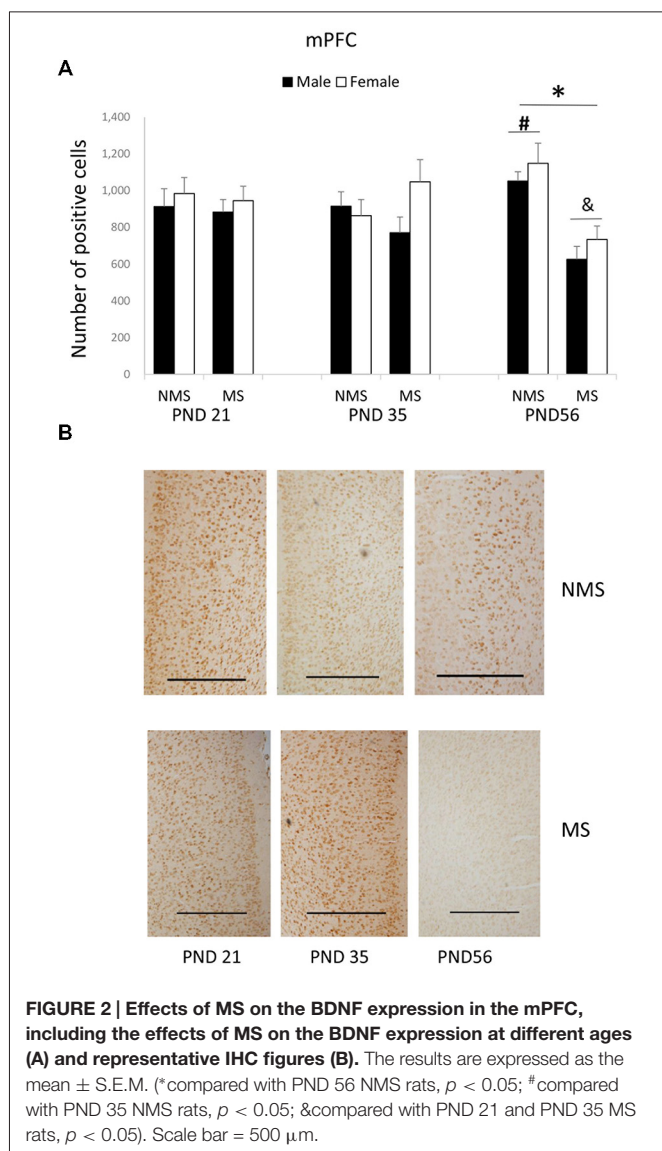 mPFC
A
Male Female
Number of positive cells
1,400
1,200
1,000
800
600
400
200
0
*
#
&
NMS MS NMS MS NMS MS
PND 21 PND 35 PND56
B
NMS
MS
PND 21 PND 35 PND56
FIGURE 2 | Effects of MS on the BDNF expression in the mPFC,
including the effects of MS on the BDNF expression at different ages
(A) and representative IHC figures (B). The results are expressed as the
mean ± S.E.M. (*compared with PND 56 NMS rats, p < 0.05; #compared
with PND 35 NMS rats, p < 0.05; &compared with PND 21 and PND 35 MS
rats, p < 0.05). Scale bar = 500 μm.